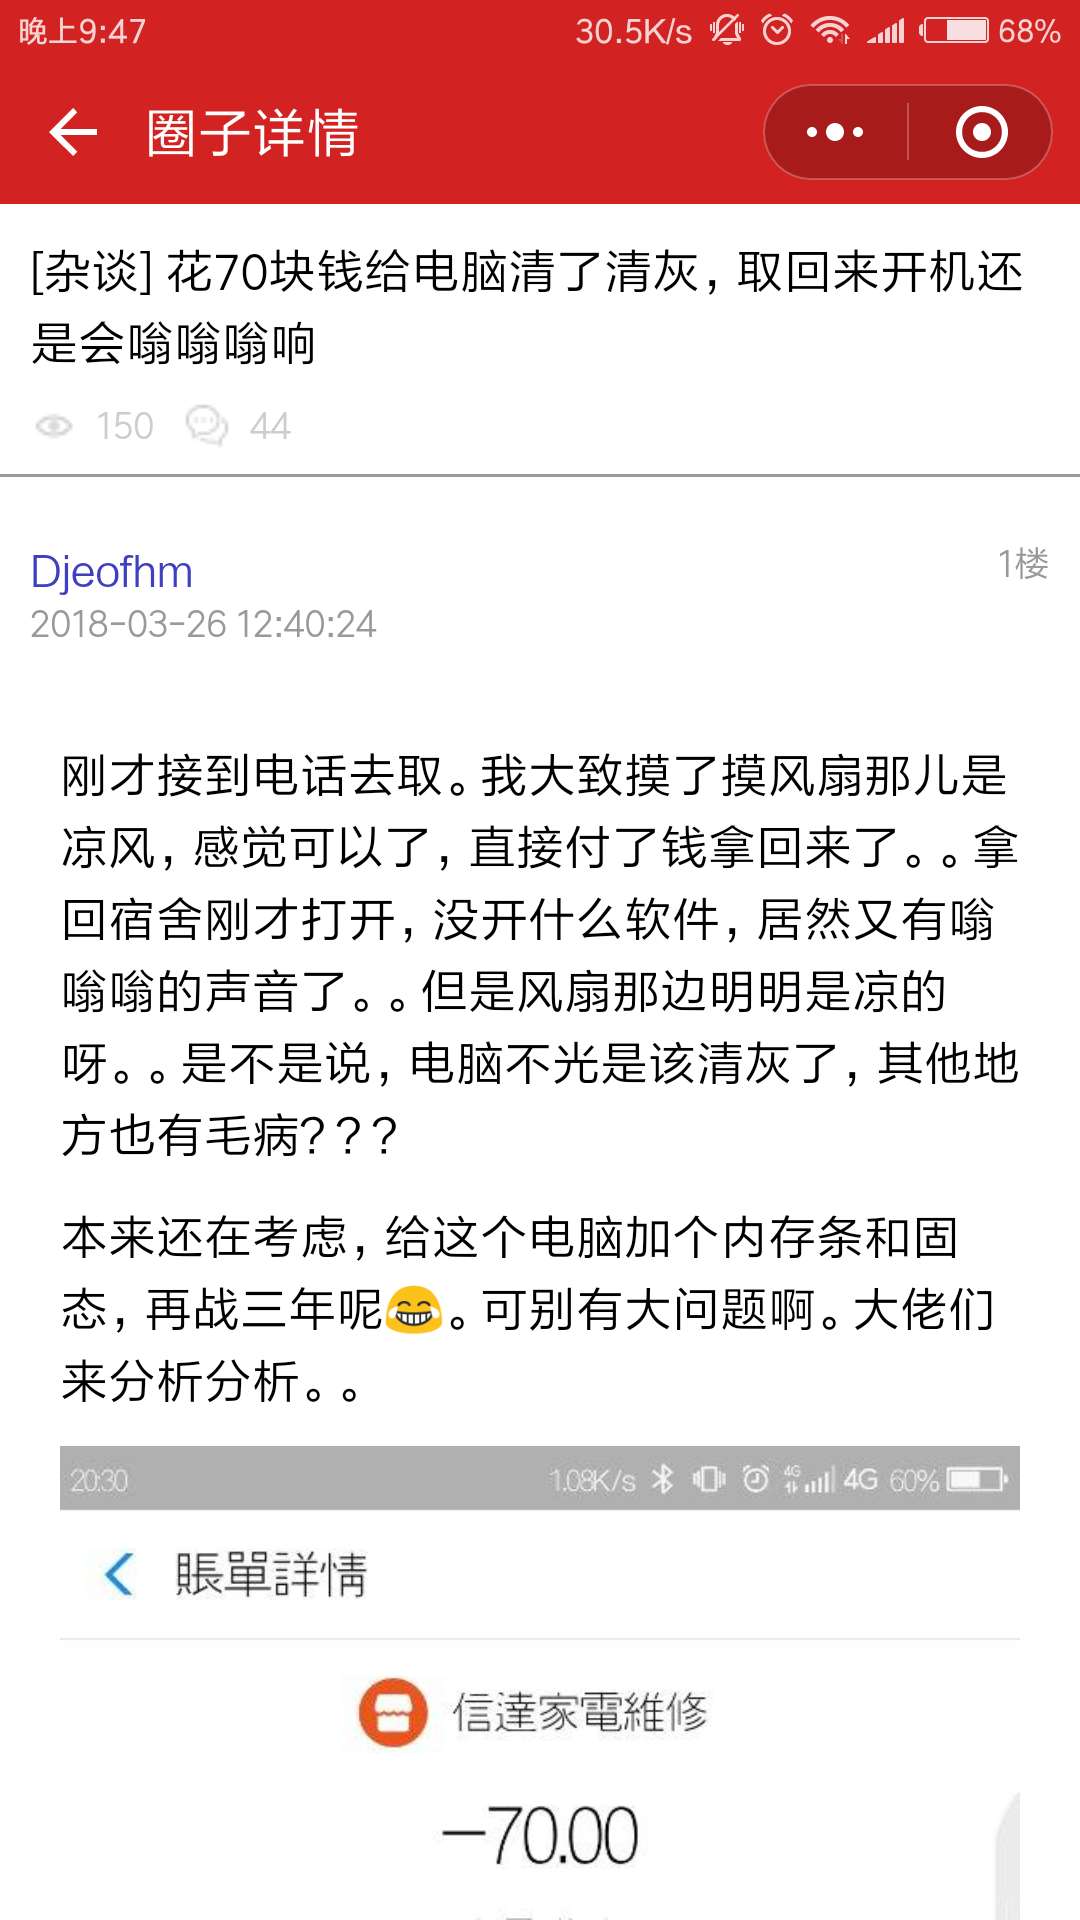 晚上9:47 30.5K/s 68%
圈子详情
[杂谈] 花70块钱给电脑清了清灰，取回来开机还
是会嗡嗡嗡响
150 44
Djeofhm 1楼
2018-03-26 12:40:24
刚才接到电话去取。我大致摸了摸风扇那儿是
凉风，感觉可以了，直接付了钱拿回来了。。拿
回宿舍刚才打开，没开什么软件，居然又有嗡
嗡嗡的声音了。。但是风扇那边明明是凉的
呀。。是不是说，电脑不光是该清灰了，其他地
方也有毛病？？？
本来还在考虑，给这个电脑加个内存条和固
态，再战三年呢😂。可别有大问题啊。大佬们
来分析分析。。
20:30 1.08K/s 4G 4G 60%
賬單詳情
信達家電維修
-70.00